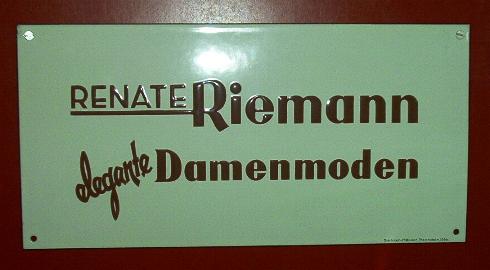 RENATE Riemann
elegante Damenmoden